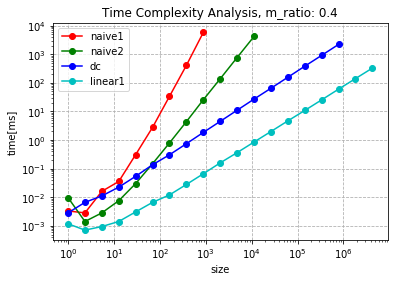 Time Complexity Analysis, m_ratio: 0.4
naive1
naive2
dc
linear1
time[ms]
10⁴
10³
10²
10¹
10⁰
10⁻¹
10⁻²
10⁻³
10⁰ 10¹ 10² 10³ 10⁴ 10⁵ 10⁶
size